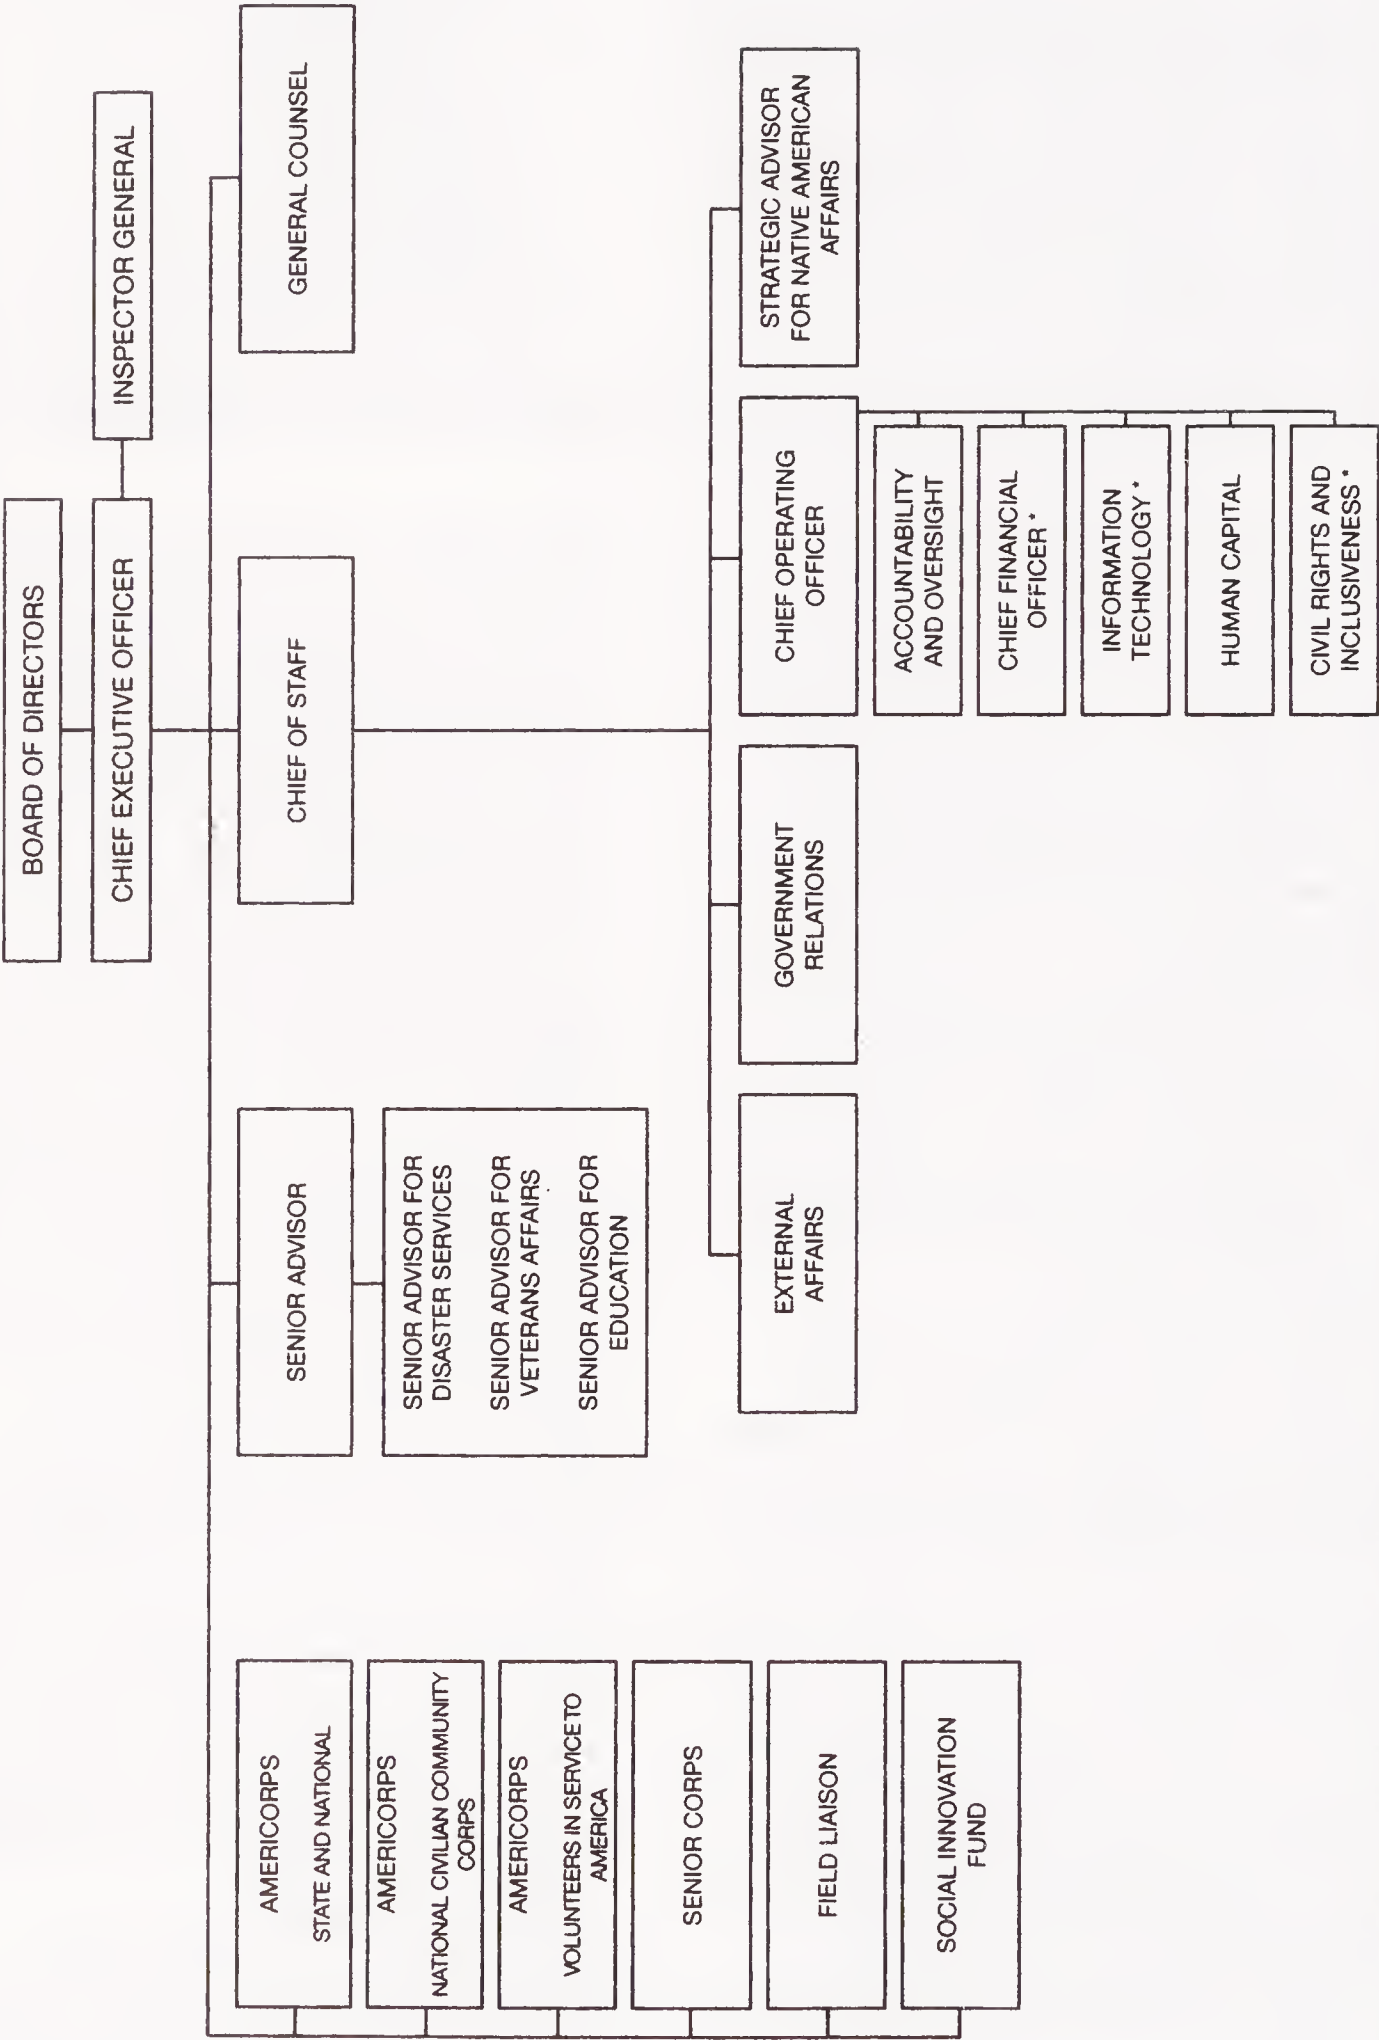 BOARD OF DIRECTORS
CHIEF EXECUTIVE OFFICER
INSPECTOR GENERAL
AMERICORPS
STATE AND NATIONAL
AMERICORPS
NATIONAL CIVILIAN COMMUNITY
CORPS
AMERICORPS
VOLUNTEERS IN SERVICE TO
AMERICA
SENIOR CORPS
FIELD LIAISON
SOCIAL INNOVATION
FUND
SENIOR ADVISOR
SENIOR ADVISOR FOR
DISASTER SERVICES
SENIOR ADVISOR FOR
VETERANS AFFAIRS
SENIOR ADVISOR FOR
EDUCATION
CHIEF OF STAFF
GENERAL COUNSEL
EXTERNAL
AFFAIRS
GOVERNMENT
RELATIONS
CHIEF OPERATING
OFFICER
ACCOUNTABILITY
AND OVERSIGHT
CHIEF FINANCIAL
OFFICER *
INFORMATION
TECHNOLOGY *
HUMAN CAPITAL
CIVIL RIGHTS AND
INCLUSIVENESS *
STRATEGIC ADVISOR
FOR NATIVE AMERICAN
AFFAIRS